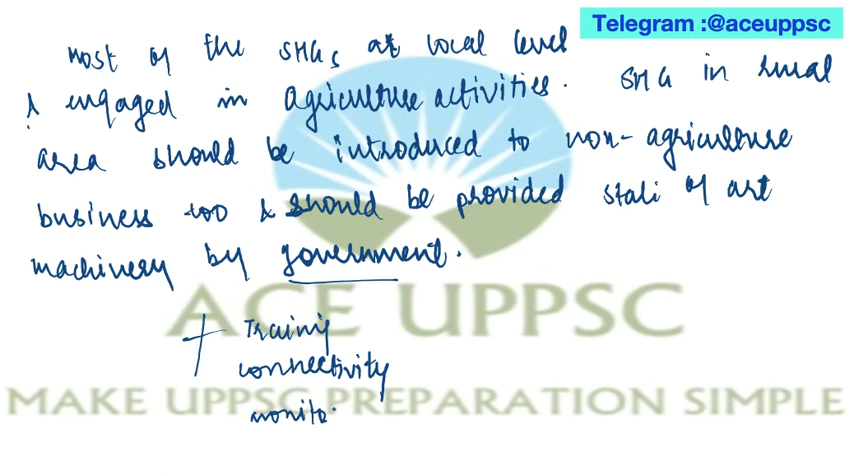 Telegram :@aceuppsc
most of the SHGs at local level
& engaged in agriculture activities. SHG in rural
area should be introduced to non-agriculture
business too & should be provided stati of art
machinery by government.
+ Training
connectivity
monito.
ACE UPPSC
MAKE UPPSC PREPARATION SIMPLE